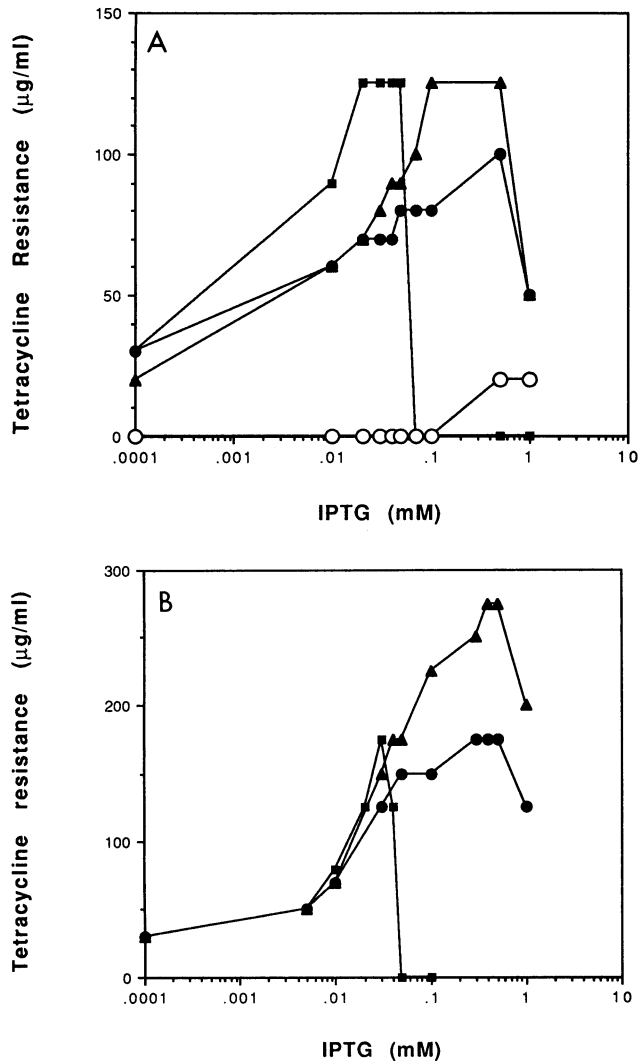 A
Tetracycline Resistance (µg/ml)
150
100
50
0
.0001 .001 .01 .1 1 10
IPTG (mM)
B
Tetracycline resistance (µg/ml)
300
200
100
0
.0001 .001 .01 .1 1 10
IPTG (mM)